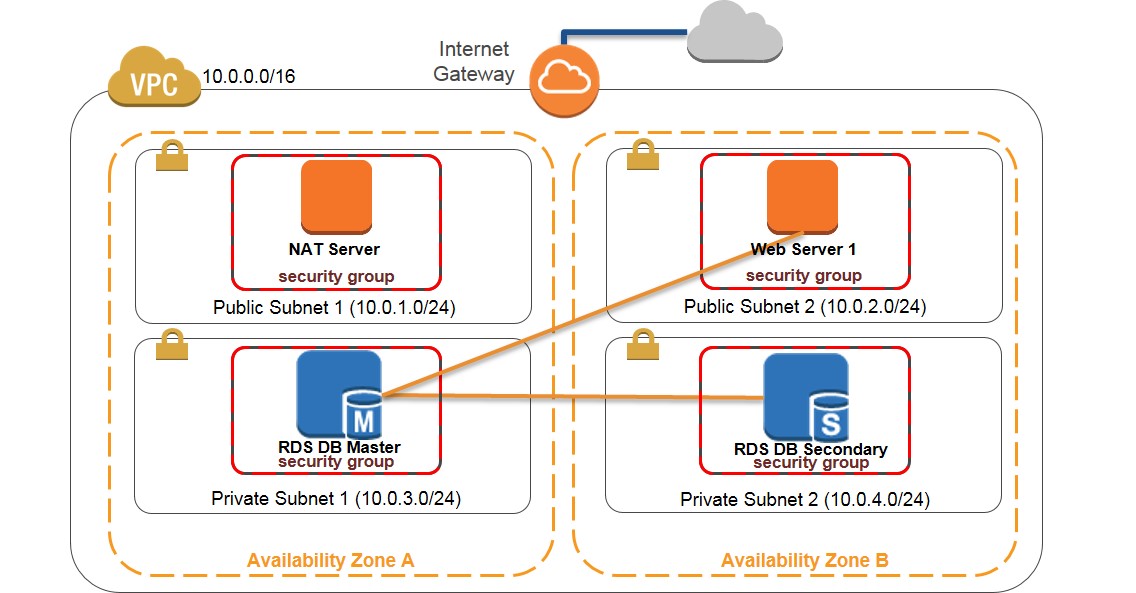 Internet
Gateway
VPC
10.0.0.0/16
NAT Server
security group
Public Subnet 1 (10.0.1.0/24)
Web Server 1
security group
Public Subnet 2 (10.0.2.0/24)
M
RDS DB Master
security group
Private Subnet 1 (10.0.3.0/24)
S
RDS DB Secondary
security group
Private Subnet 2 (10.0.4.0/24)
Availability Zone A
Availability Zone B